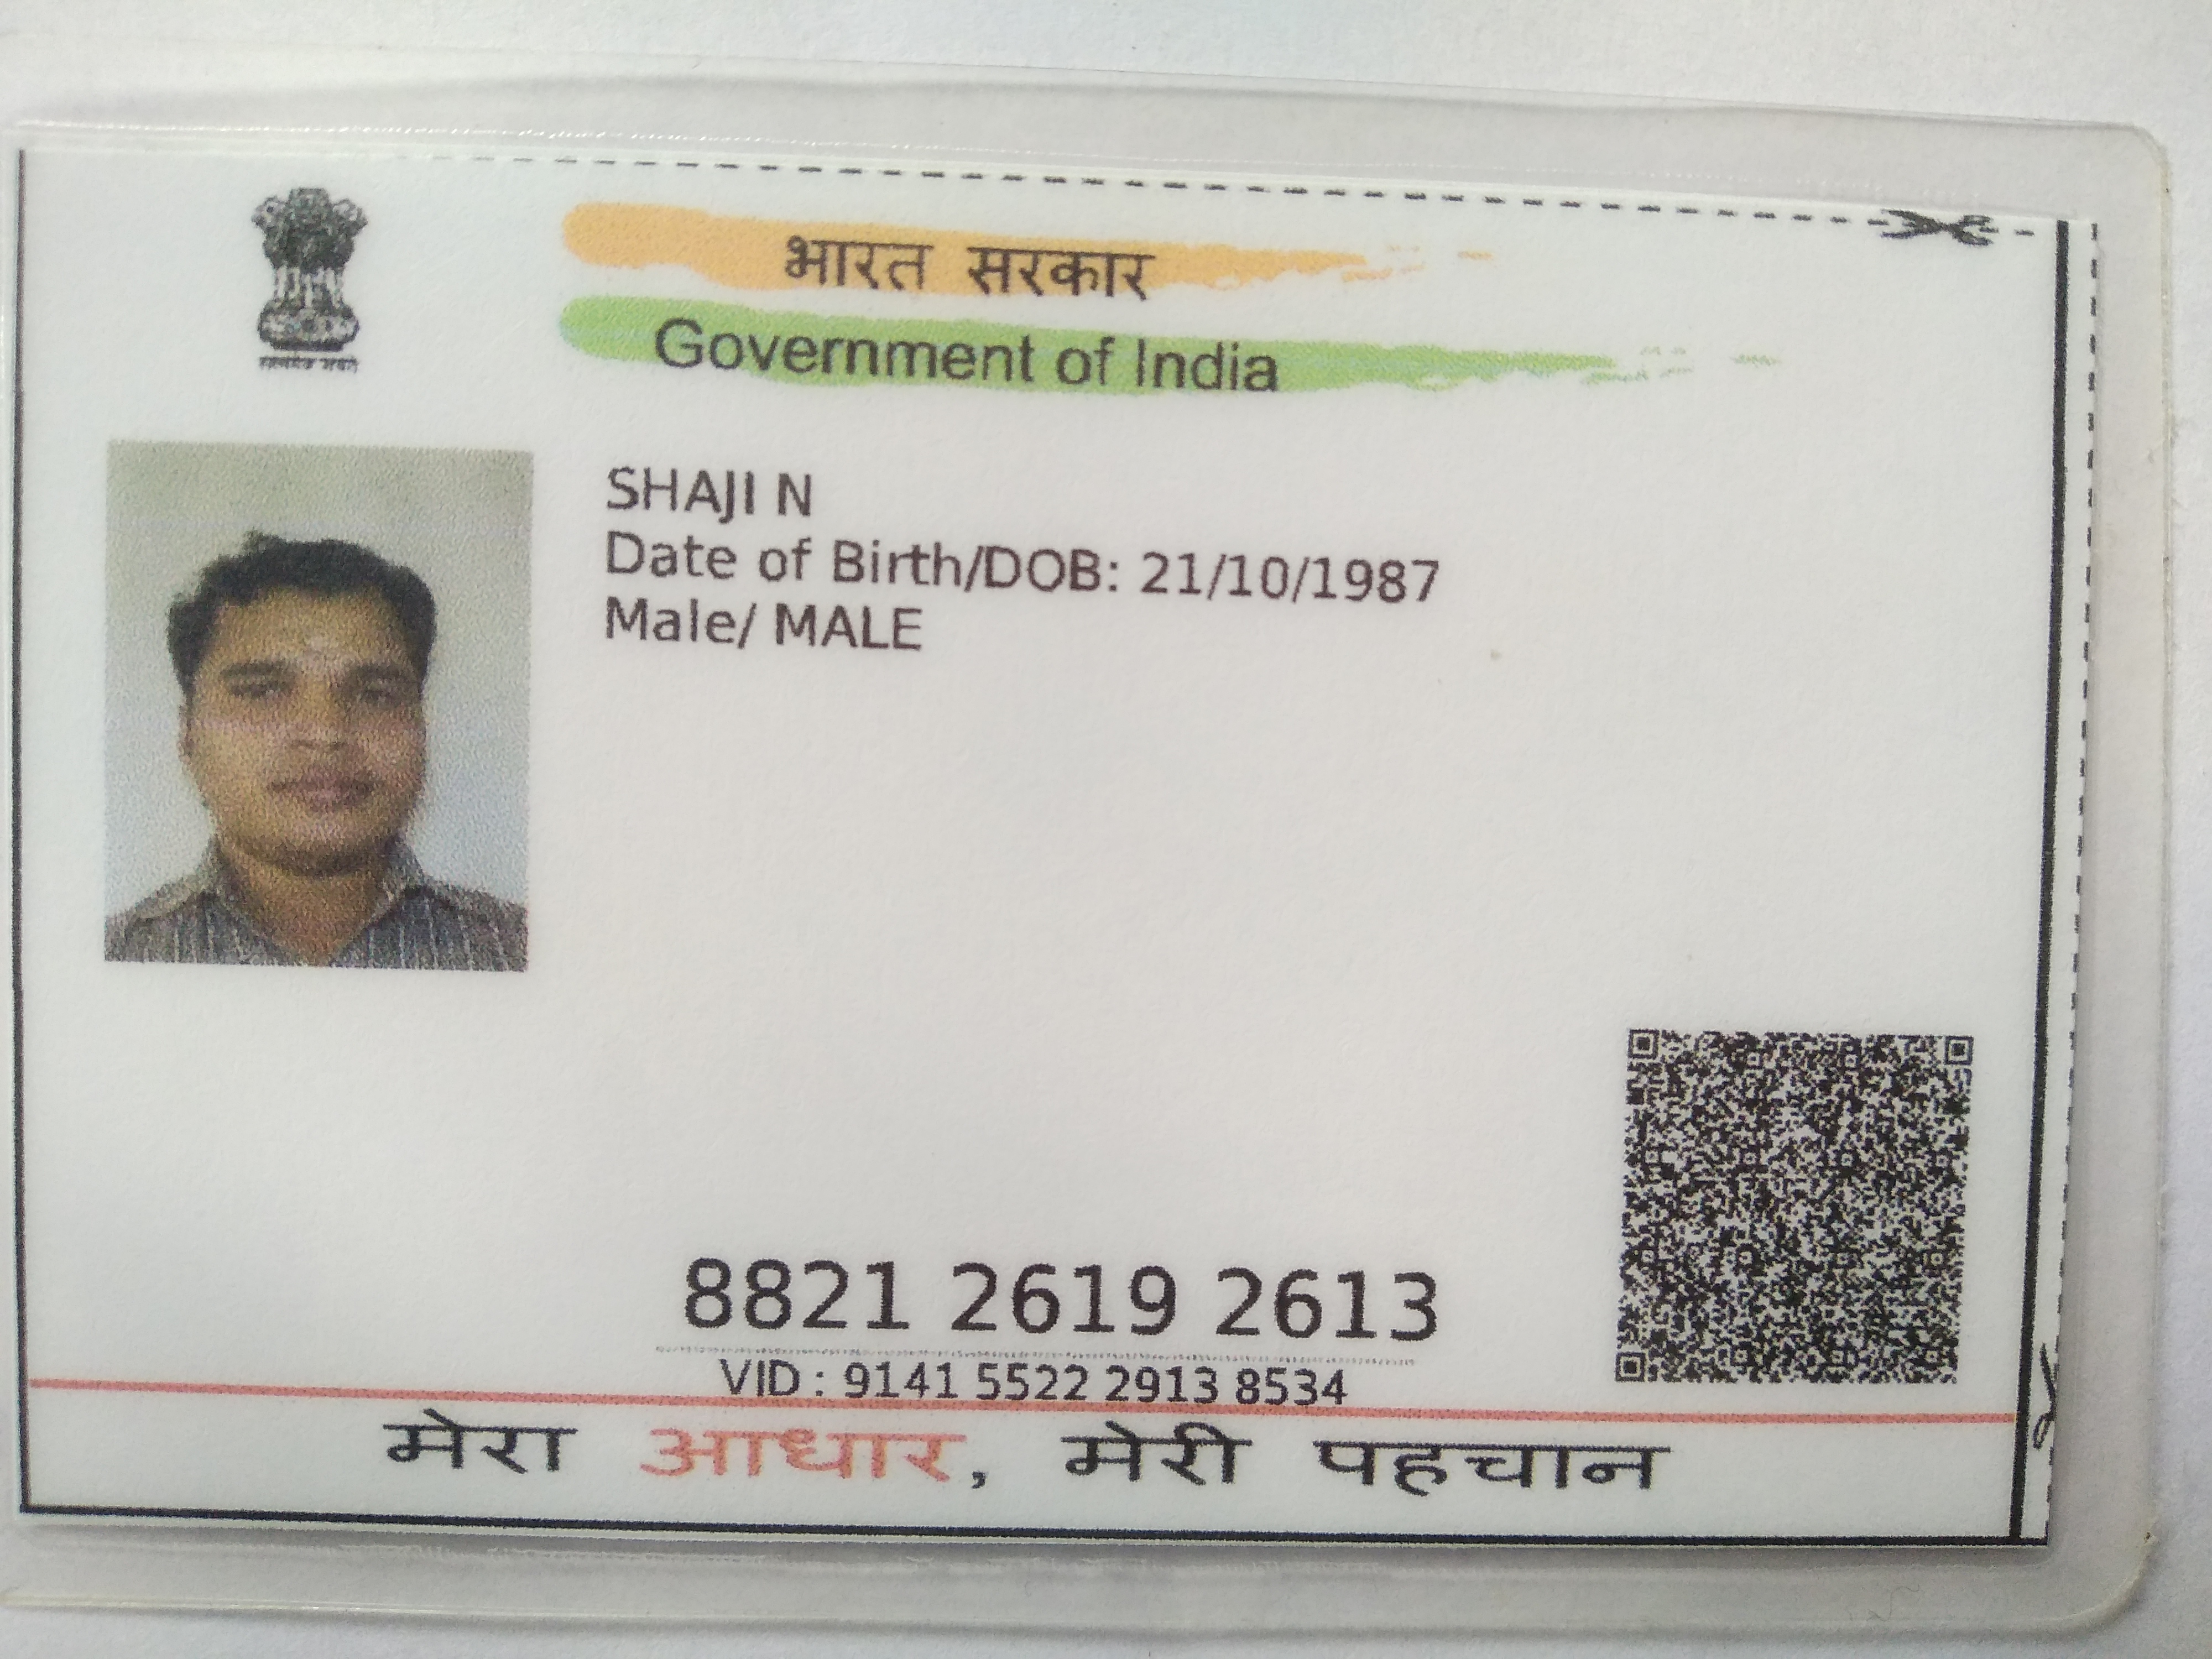 भारत सरकार
Government of India
SHAJI N
Date of Birth/DOB: 21/10/1987
Male/ MALE
8821 2619 2613
VID : 9141 5522 2913 8534
मेरा आधार, मेरी पहचान